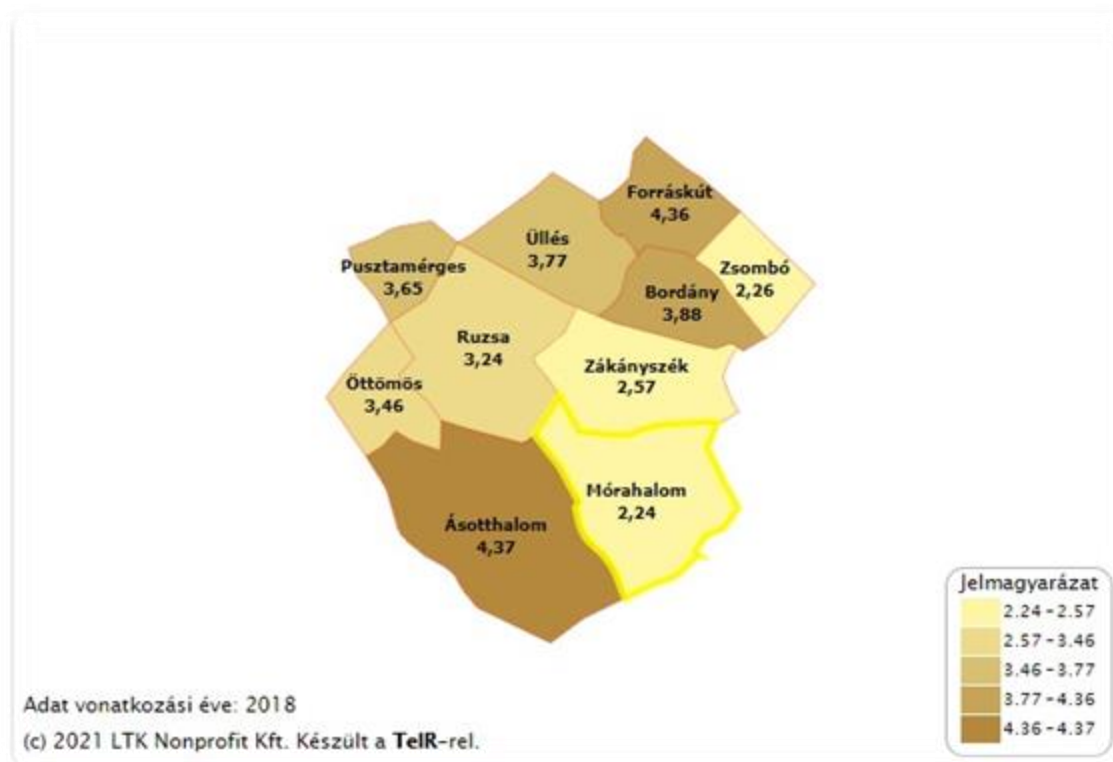 Forráskút
4,36
Üllés
3,77
Zsombó
2,26
Pusztamérges
3,65
Bordány
3,88
Ruzsa
3,24
Zákányszék
2,57
Öttömös
3,46
Mórahalom
2,24
Ásotthalom
4,37
Jelmagyarázat
2.24-2.57
2.57-3.46
3.46-3.77
3.77-4.36
4.36-4.37
Adat vonatkozási éve: 2018
(c) 2021 LTK Nonprofit Kft. Készült a TeIR-rel.